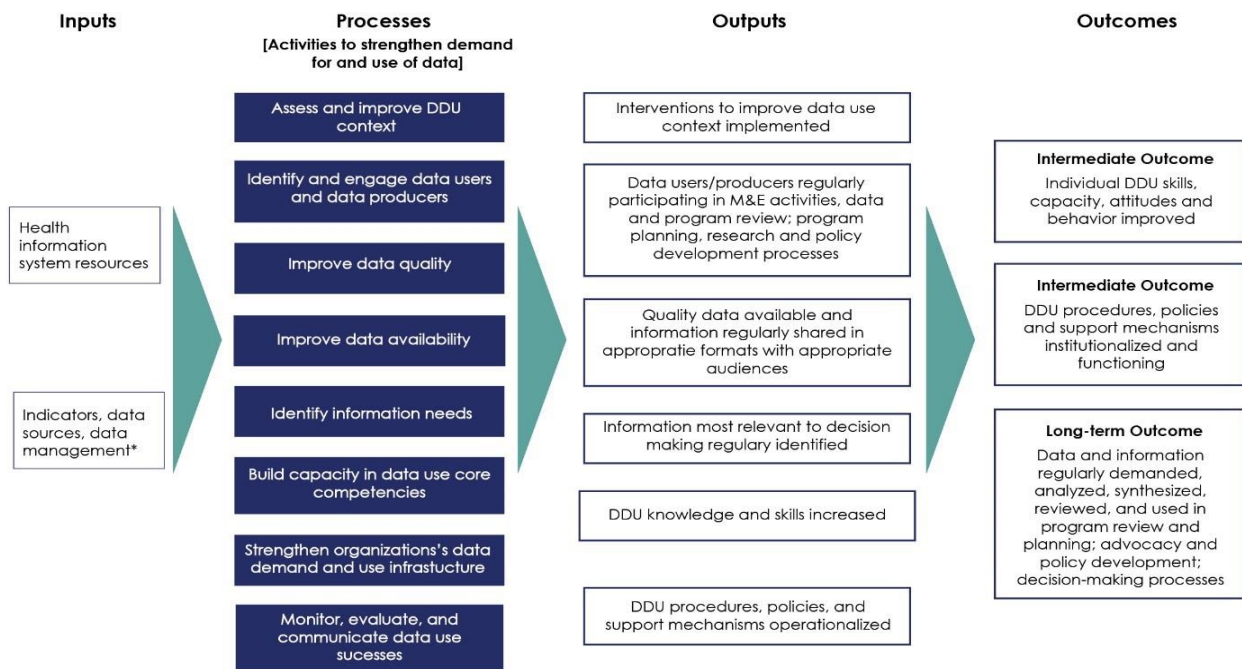 Inputs
Processes
[Activities to strengthen demand
for and use of data]
Outputs
Outcomes
Health
information
system resources
Indicators, data
sources, data
management*
Assess and improve DDU
context
Identify and engage data users
and data producers
Improve data quality
Improve data availability
Identify information needs
Build capacity in data use core
competencies
Strengthen organizations's data
demand and use infrastucture
Monitor, evaluate, and
communicate data use
sucesses
Interventions to improve data use
context implemented
Data users/producers regularly
participating in M&E activities, data
and program review; program
planning, research and policy
development processes
Quality data available and
information regularly shared in
appropratie formats with appropriate
audiences
Information most relevant to decision
making regulary identified
DDU knowledge and skills increased
DDU procedures, policies, and
support mechanisms operationalized
Intermediate Outcome
Individual DDU skills,
capacity, attitudes and
behavior improved
Intermediate Outcome
DDU procedures, policies
and support mechanisms
institutionalized and
functioning
Long-term Outcome
Data and information
regularly demanded,
analyzed, synthesized,
reviewed, and used in
program review and
planning; advocacy and
policy development;
decision-making processes